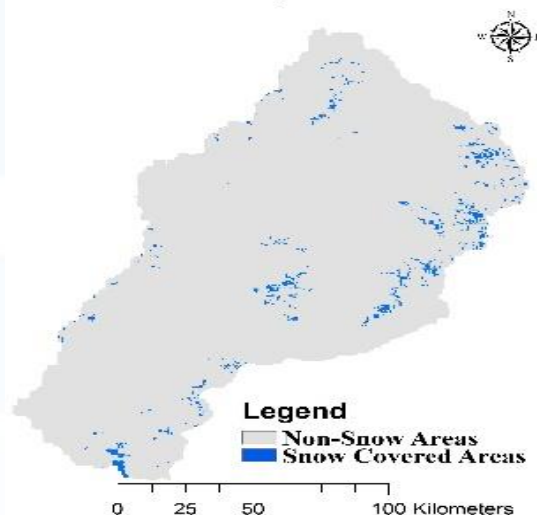 N
W
S
Legend
Non-Snow Areas
Snow Covered Areas
0 25 50 100 Kilometers